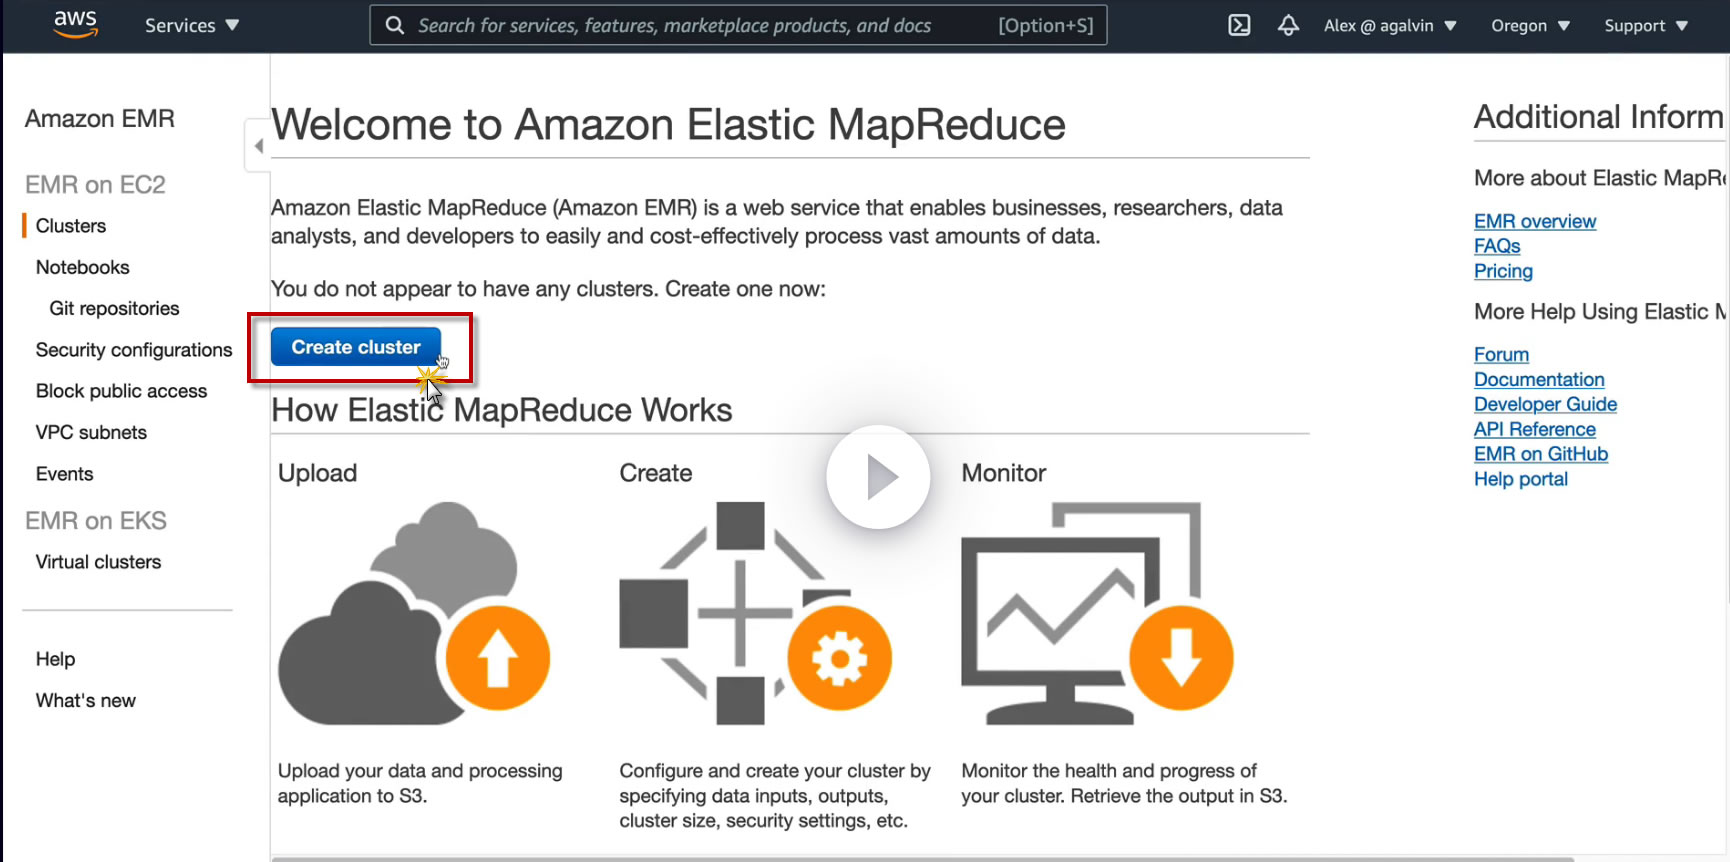 aws
Services
Search for services, features, marketplace products, and docs
[Option+S]
Alex @ agalvin
Oregon
Support
Amazon EMR
EMR on EC2
Clusters
Notebooks
Git repositories
Security configurations
Block public access
VPC subnets
Events
EMR on EKS
Virtual clusters
Help
What's new
Welcome to Amazon Elastic MapReduce
Amazon Elastic MapReduce (Amazon EMR) is a web service that enables businesses, researchers, data
analysts, and developers to easily and cost-effectively process vast amounts of data.
You do not appear to have any clusters. Create one now:
Create cluster
How Elastic MapReduce Works
Upload
Upload your data and processing
application to S3.
Create
Configure and create your cluster by
specifying data inputs, outputs,
cluster size, security settings, etc.
Monitor
Monitor the health and progress of
your cluster. Retrieve the output in S3.
Additional Inform
More about Elastic MapRe
EMR overview
FAQs
Pricing
More Help Using Elastic M
Forum
Documentation
Developer Guide
API Reference
EMR on GitHub
Help portal